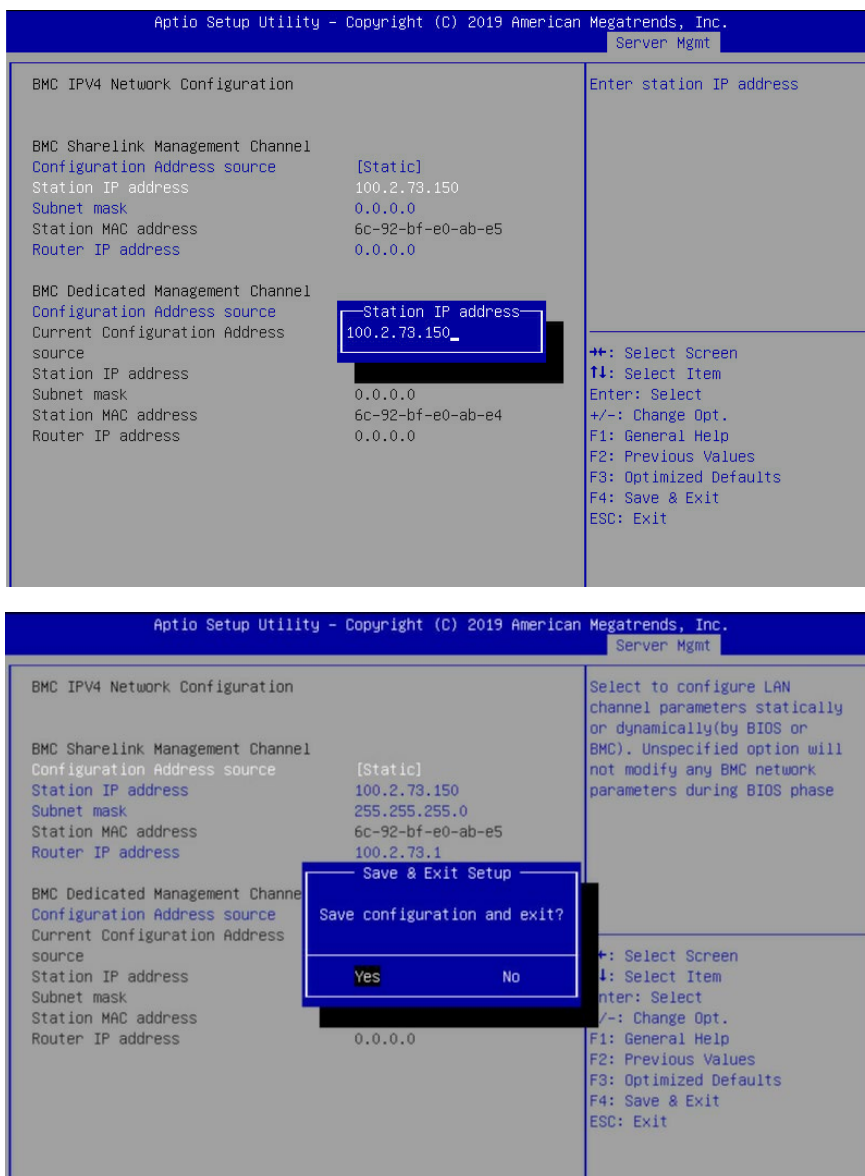 Aptio Setup Utility – Copyright (C) 2019 American Megatrends, Inc.
Server Mgmt
BMC IPV4 Network Configuration
BMC Sharelink Management Channel
Configuration Address source [Static]
Station IP address 100.2.73.150
Subnet mask 0.0.0.0
Station MAC address 6c-92-bf-e0-ab-e5
Router IP address 0.0.0.0
BMC Dedicated Management Channel
Configuration Address source
Current Configuration Address
source
Station IP address
Subnet mask 0.0.0.0
Station MAC address 6c-92-bf-e0-ab-e4
Router IP address 0.0.0.0
Station IP address
100.2.73.150
Enter station IP address
→←: Select Screen
↑↓: Select Item
Enter: Select
+/-: Change Opt.
F1: General Help
F2: Previous Values
F3: Optimized Defaults
F4: Save & Exit
ESC: Exit
Aptio Setup Utility – Copyright (C) 2019 American Megatrends, Inc.
Server Mgmt
BMC IPV4 Network Configuration
BMC Sharelink Management Channel
Configuration Address source [Static]
Station IP address 100.2.73.150
Subnet mask 255.255.255.0
Station MAC address 6c-92-bf-e0-ab-e5
Router IP address 100.2.73.1
BMC Dedicated Management Channe
Configuration Address source
Current Configuration Address
source
Station IP address
Subnet mask
Station MAC address
Router IP address 0.0.0.0
Save & Exit Setup
Save configuration and exit?
Yes No
Select to configure LAN
channel parameters statically
or dynamically(by BIOS or
BMC). Unspecified option will
not modify any BMC network
parameters during BIOS phase
←: Select Screen
↓: Select Item
nter: Select
/-: Change Opt.
F1: General Help
F2: Previous Values
F3: Optimized Defaults
F4: Save & Exit
ESC: Exit